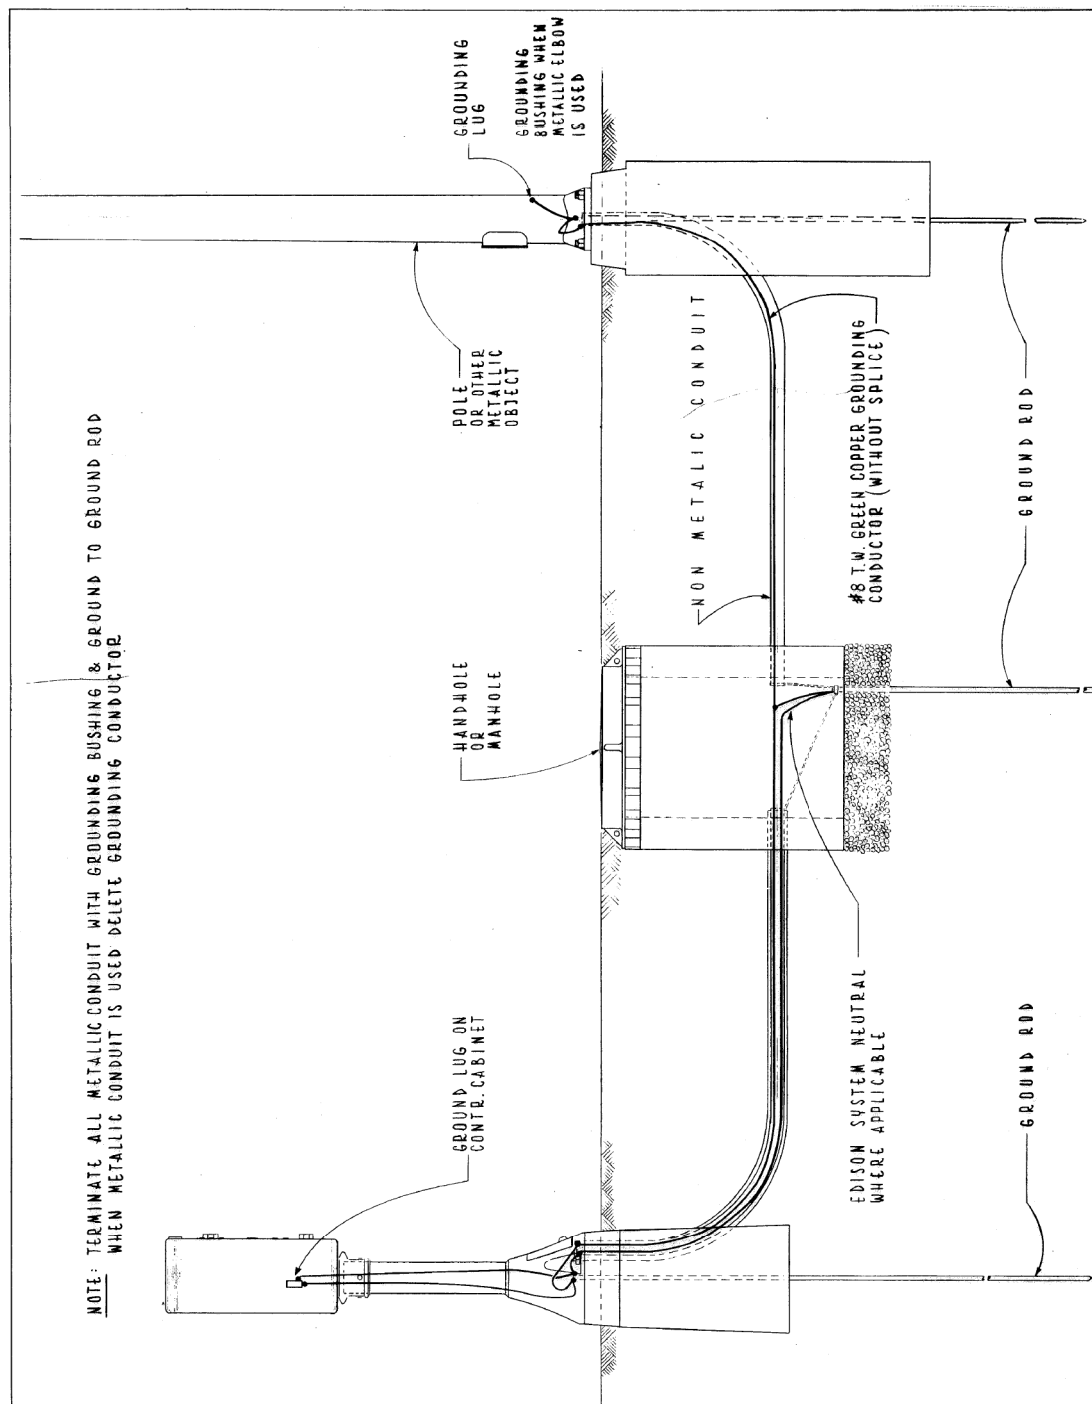 NOTE: TERMINATE ALL METALLIC CONDUIT WITH GROUNDING BUSHING & GROUND TO GROUND ROD
WHEN METALLIC CONDUIT IS USED DELETE GROUNDING CONDUCTOR
GROUND LUG ON
CONTR. CABINET
HANDHOLE
OR
MANHOLE
POLE
OR OTHER
METALLIC
OBJECT
GROUNDING
LUG
GROUNDING
BUSHING WHEN
METALLIC ELBOW
IS USED
NON METALIC CONDUIT
EDISON SYSTEM NEUTRAL
WHERE APPLICABLE
#8 T.W. GREEN COPPER GROUNDING
CONDUCTOR (WITHOUT SPLICE)
GROUND ROD
GROUND ROD